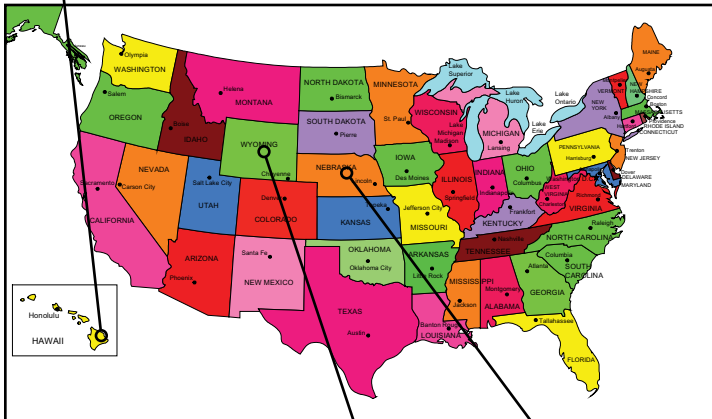 Olympia
WASHINGTON
Salem
OREGON
Helena
MONTANA
Boise
IDAHO
NORTH DAKOTA
Bismarck
SOUTH DAKOTA
Pierre
MINNESOTA
St. Paul
WYOMING
Cheyenne
NEBRASKA
Lincoln
IOWA
Des Moines
WISCONSIN
Madison
Lake
Superior
Lake
Michigan
Lake
Huron
Lake
Erie
Lake
Ontario
MICHIGAN
Lansing
NEVADA
Carson City
Sacramento
CALIFORNIA
Salt Lake City
UTAH
Denver
COLORADO
Topeka
KANSAS
Jefferson City
MISSOURI
ILLINOIS
Springfield
INDIANA
Indianapolis
OHIO
Columbus
KENTUCKY
Frankfort
WEST
VIRGINIA
Charleston
Washington D.C.
Richmond
VIRGINIA
PENNSYLVANIA
Harrisburg
NEW
YORK
Albany
MAINE
Augusta
Montpelier
VERMONT
NEW
HAMPSHIRE
Concord
Boston
MASSACHUSETTS
Providence
RHODE ISLAND
Hartford
CONNECTICUT
Trenton
NEW JERSEY
Dover
DELAWARE
MARYLAND
ARIZONA
Phoenix
Santa Fe
NEW MEXICO
OKLAHOMA
Oklahoma City
TEXAS
Austin
ARKANSAS
Little Rock
Nashville
TENNESSEE
Raleigh
NORTH CAROLINA
Columbia
SOUTH
CAROLINA
Atlanta
GEORGIA
MISSISSIPPI
Jackson
Montgomery
ALABAMA
Banton Rouge
LOUISIANA
Tallahassee
FLORIDA
Honolulu
HAWAII